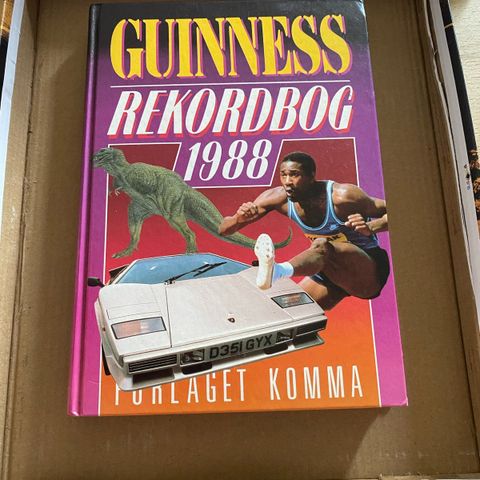 GUINNESS
REKORDBOG
1988
D351 GYX
FORLAGET KOMMA